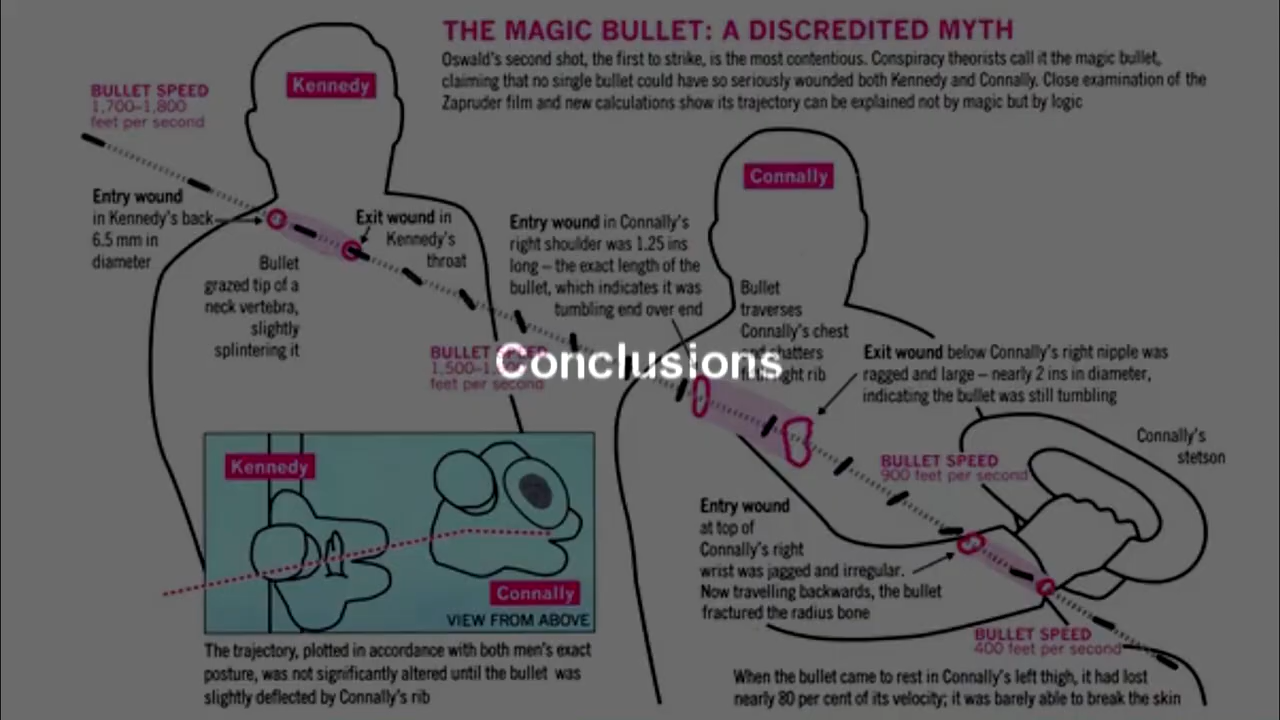 THE MAGIC BULLET: A DISCREDITED MYTH
Oswald's second shot, the first to strike, is the most contentious. Conspiracy theorists call it the magic bullet,
claiming that no single bullet could have so seriously wounded both Kennedy and Connally. Close examination of the
Zapruder film and new calculations show its trajectory can be explained not by magic but by logic
Kennedy
BULLET SPEED
1,700–1,800
feet per second
Entry wound
in Kennedy's back
6.5 mm in
diameter
Exit wound in
Kennedy's
throat
Bullet
grazed tip of a
neck vertebra,
slightly
splintering it
Connally
Entry wound in Connally's
right shoulder was 1.25 ins
long – the exact length of the
bullet, which indicates it was
tumbling end over end
BULLET SPEED
1,500–
feet per second
Conclusions
Bullet
traverses
Connally's chest
and shatters
right rib
Exit wound below Connally's right nipple was
ragged and large – nearly 2 ins in diameter,
indicating the bullet was still tumbling
Connally's
stetson
BULLET SPEED
900 feet per second
Entry wound
at top of
Connally's right
wrist was jagged and irregular.
Now travelling backwards, the bullet
fractured the radius bone
BULLET SPEED
400 feet per second
Kennedy
Connally
VIEW FROM ABOVE
The trajectory, plotted in accordance with both men's exact
posture, was not significantly altered until the bullet was
slightly deflected by Connally's rib
When the bullet came to rest in Connally's left thigh, it had lost
nearly 80 per cent of its velocity; it was barely able to break the skin